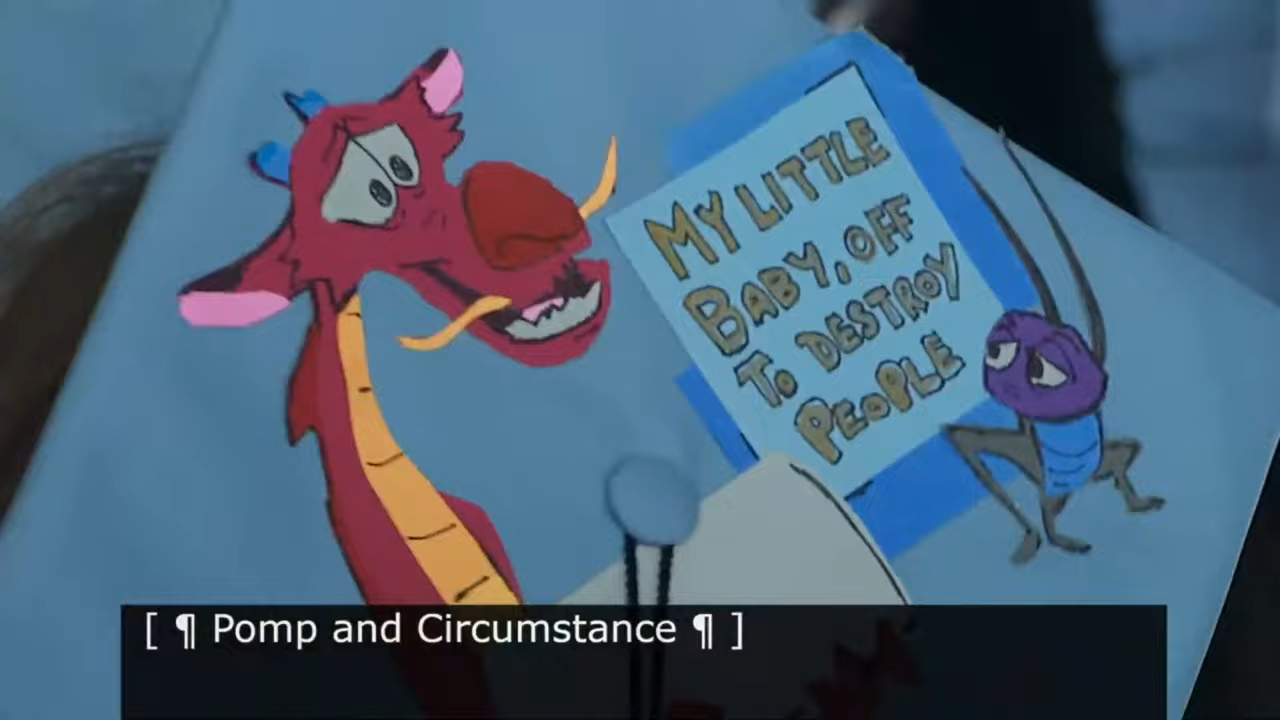 MY LITTLE
BABY, OFF
TO DESTROY
PEOPLE
[ ¶ Pomp and Circumstance ¶ ]